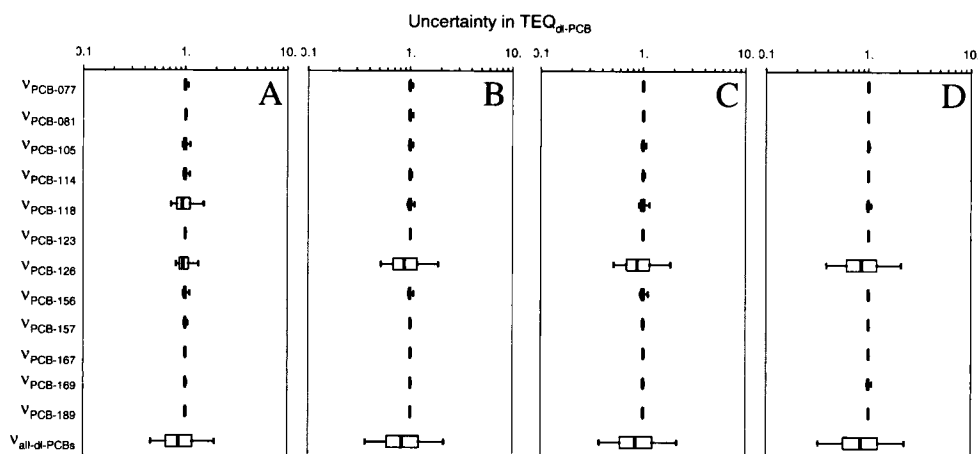 Uncertainty in TEQdl-PCB
0.1 1. 10. 0.1 1. 10. 0.1 1. 10. 0.1 1. 10.
A B C D
νPCB-077
νPCB-081
νPCB-105
νPCB-114
νPCB-118
νPCB-123
νPCB-126
νPCB-156
νPCB-157
νPCB-167
νPCB-169
νPCB-189
νall-dl-PCBs